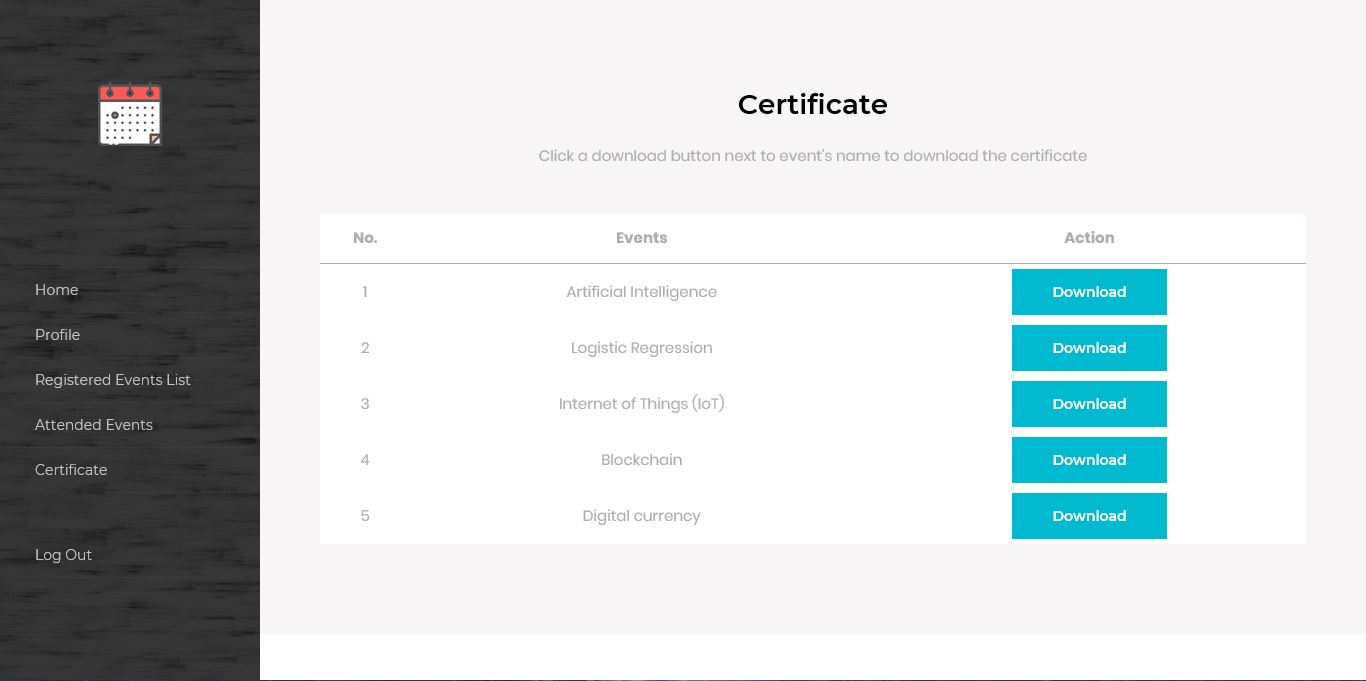 Home
Profile
Registered Events List
Attended Events
Certificate
Log Out
Certificate
Click a download button next to event's name to download the certificate
No. Events Action
1 Artificial Intelligence Download
2 Logistic Regression Download
3 Internet of Things (IoT) Download
4 Blockchain Download
5 Digital currency Download